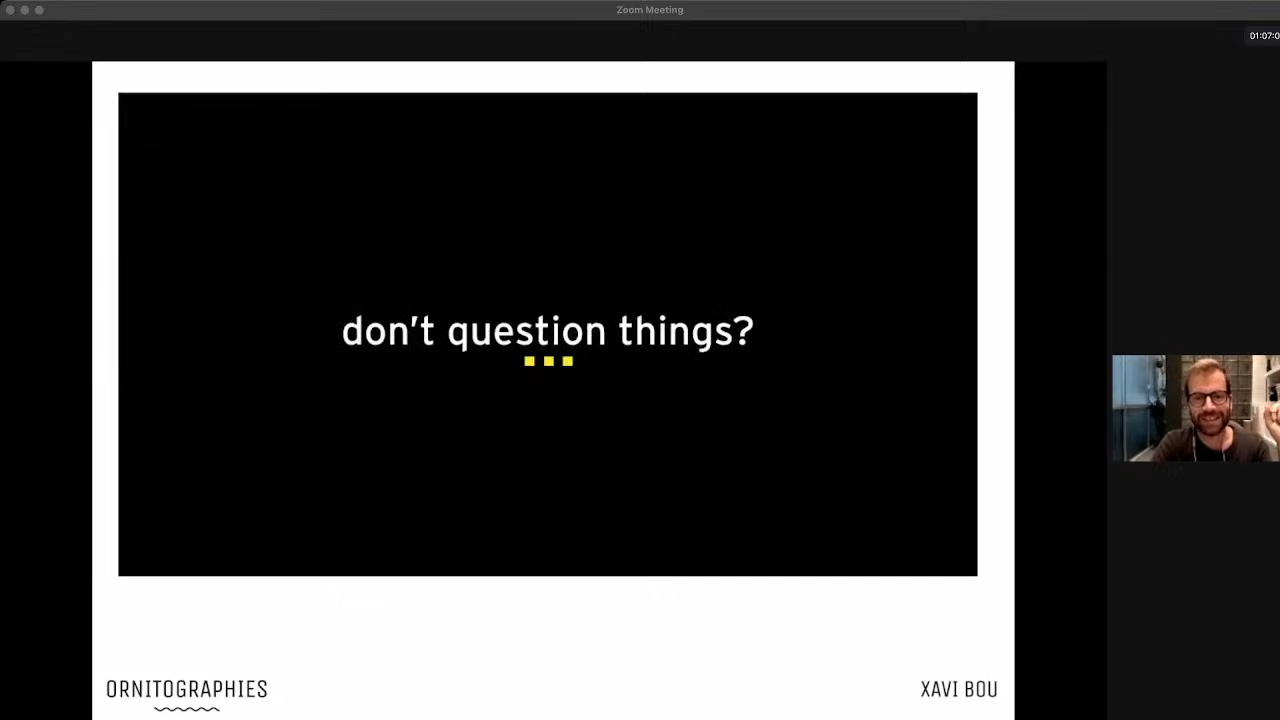 Zoom Meeting
01:07:0
don't question things?
ORNITOGRAPHIES
XAVI BOU